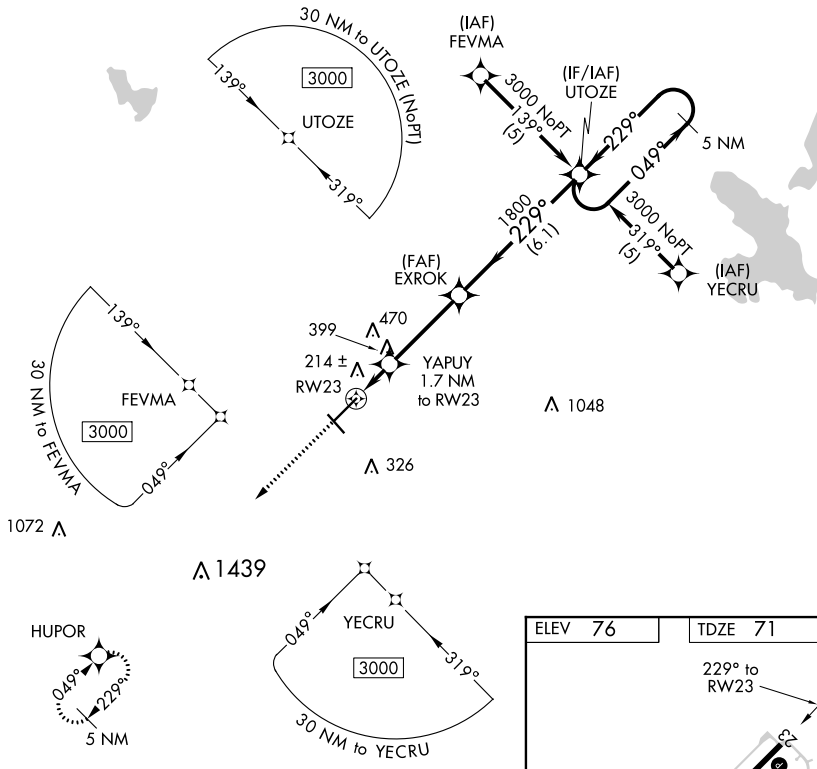 30 NM to UTOZE (NoPT)
3000
139°
UTOZE
319°
(IAF)
FEVMA
3000 NoPT
139°
(5)
(IF/IAF)
UTOZE
229°
049°
5 NM
3000 NoPT
319°
(5)
(IAF)
YECRU
1800
229°
(6.1)
(FAF)
EXROK
470
399
214 ±
RW23
YAPUY
1.7 NM
to RW23
1048
326
139°
FEVMA
3000
049°
30 NM to FEVMA
1072
1439
HUPOR
049°
229°
5 NM
049°
YECRU
3000
319°
30 NM to YECRU
ELEV 76
TDZE 71
229° to
RW23
23
P